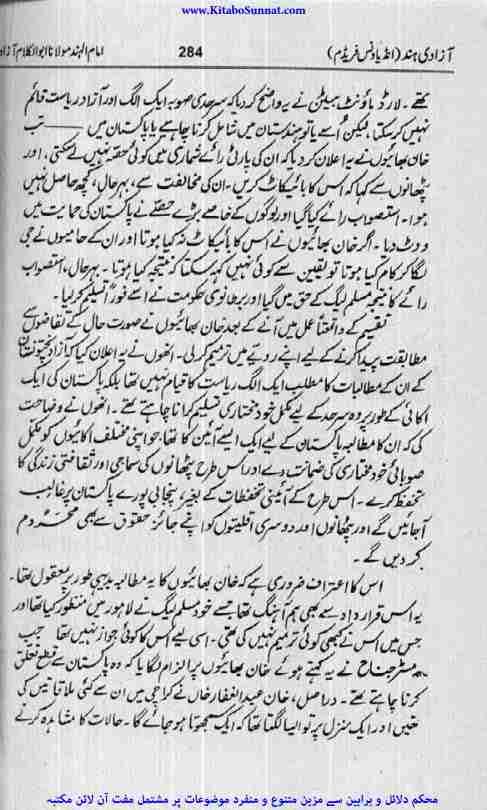 www.KitaboSunnat.com
آزادی ہند (انڈیا ونس فریڈم) 284 امام الہند مولانا ابوالکلام آزاد
تھے۔ لارڈ ماؤنٹ بیٹن نے یہ واضح کر دیا کہ سرحدی صوبہ ایک الگ اور آزاد ریاست قائم
نہیں کر سکتا، لیکن اُسے یا تو ہندستان میں شامل کرنا چاہیے یا پاکستان میں ——— تب
خان بھائیوں نے یہ اعلان کر دیا کہ ان کی پارٹی رائے شماری میں کوئی حصّہ نہیں لے سکتی، اور
پٹھانوں سے کہا کہ اس کا بائیکاٹ کریں۔ ان کی مخالفت سے، بہرحال، کچھ حاصل نہیں
ہوا۔ استصواب رائے کیا گیا اور لوگوں کے خاصے بڑے حصّے نے پاکستان کی حمایت میں
ووٹ دیا۔ اگر خان بھائیوں نے اس کا بائیکاٹ نہ کیا ہوتا اور ان کے حامیوں نے جی
لگا کر کام کیا ہوتا تو یقین سے کوئی نہیں کہہ سکتا کہ نتیجہ کیا ہوتا۔ بہرحال، استصواب
رائے کا نتیجہ مسلم لیگ کے حق میں گیا اور برطانوی حکومت نے اسے فوراً تسلیم کر لیا۔
تقسیم کے واقعتاً عمل میں آنے کے بعد خان بھائیوں نے صورت حال کے تقاضوں سے
مطابقت پیدا کرنے کے لیے اپنے رویے میں ترمیم کر لی۔ انھوں نے یہ اعلان کیا کہ آزاد پختونستان
کے ان کے مطالبات کا مطلب ایک الگ ریاست کا قیام نہیں تھا بلکہ پاکستان کی ایک
اکائی کے طور پر وہ سرحد کے لیے مکمل خود مختاری تسلیم کرانا چاہتے تھے۔ انھوں نے وضاحت
کی کہ ان کا مطالبہ پاکستان کے لیے ایک ایسے آئین کا تھا، جو اپنی مختلف اکائیوں کو مکمل
صوبائی خود مختاری کی ضمانت دے اور اس طرح پٹھانوں کی سماجی اور ثقافتی زندگی کا
تحفظ کرے۔ اس طرح کے آئینی تحفظات کے بغیر، پنجابی پورے پاکستان پر غالب
آ جائیں گے اور پٹھانوں اور دوسری اقلیتوں کو اپنے جائز حقوق سے بھی محروم
کر دیں گے۔
اس کا اعتراف ضروری ہے کہ خان بھائیوں کا یہ مطالبہ بدیہی طور پر معقول تھا۔
یہ اس قرارداد سے بھی ہم آہنگ تھا جسے خود مسلم لیگ نے لاہور میں منظور کیا تھا اور
جس میں اس نے کبھی کوئی ترمیم نہیں کی تھی۔ اسی لیے اس کا کوئی جواز نہیں تھا جب
مسٹر جناح نے یہ کہتے ہوئے خان بھائیوں پر الزام لگایا کہ وہ پاکستان سے قطع تعلق
کرنا چاہتے تھے۔ دراصل، خان عبدالغفار خاں نے کراچی میں ان سے کئی ملاقاتیں کی
تھیں اور ایک منزل پر تو ایسا لگتا تھا کہ ایک سمجھوتا ہو جائے گا۔ حالات کا مشاہدہ کرنے
محکم دلائل و براہین سے مزین متنوع و منفرد موضوعات پر مشتمل مفت آن لائن مکتبہ